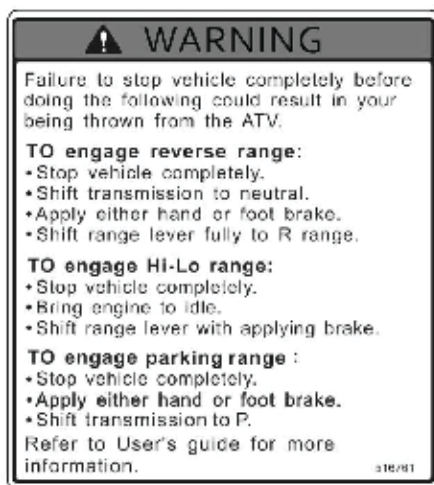 WARNING
Failure to stop vehicle completely before
doing the following could result in your
being thrown from the ATV.
TO engage reverse range:
•Stop vehicle completely.
•Shift transmission to neutral.
•Apply either hand or foot brake.
•Shift range lever fully to R range.
TO engage Hi-Lo range:
•Stop vehicle completely.
•Bring engine to idle.
•Shift range lever with applying brake.
TO engage parking range :
•Stop vehicle completely.
•Apply either hand or foot brake.
•Shift transmission to P.
Refer to User's guide for more
information.